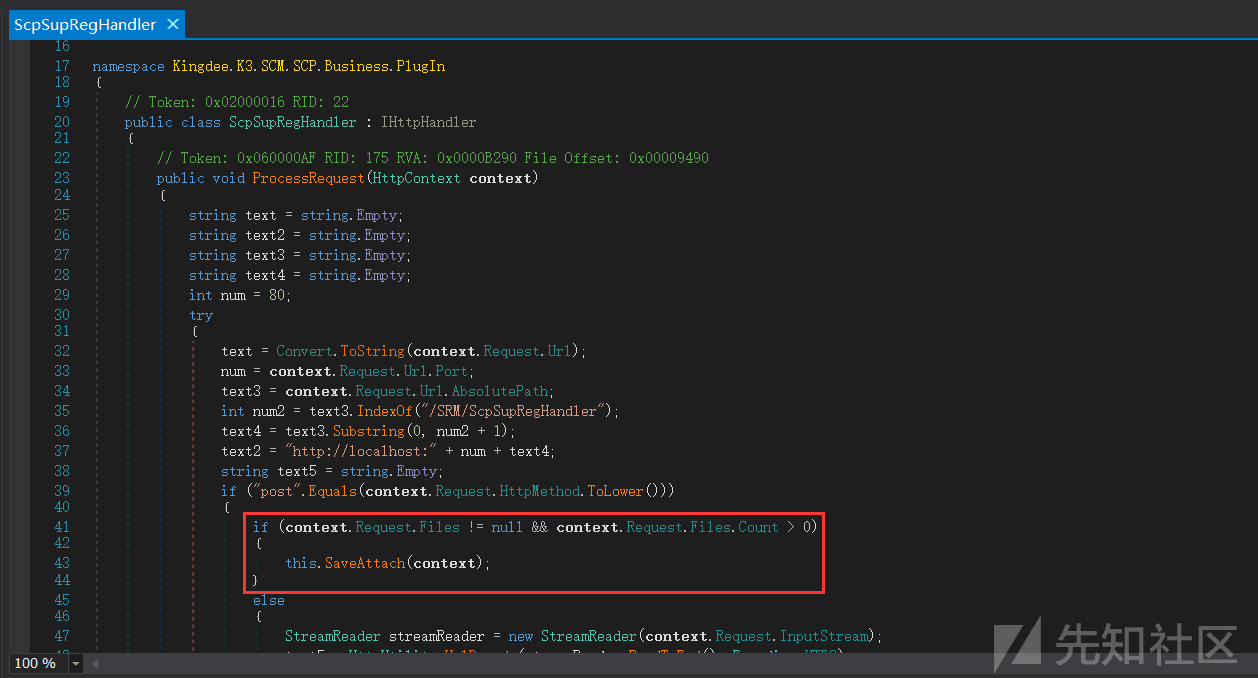 ScpSupRegHandler ✕
16
17 namespace Kingdee.K3.SCM.SCP.Business.PlugIn
18 {
19 // Token: 0x02000016 RID: 22
20 public class ScpSupRegHandler : IHttpHandler
21 {
22 // Token: 0x060000AF RID: 175 RVA: 0x0000B290 File Offset: 0x00009490
23 public void ProcessRequest(HttpContext context)
24 {
25 string text = string.Empty;
26 string text2 = string.Empty;
27 string text3 = string.Empty;
28 string text4 = string.Empty;
29 int num = 80;
30 try
31 {
32 text = Convert.ToString(context.Request.Url);
33 num = context.Request.Url.Port;
34 text3 = context.Request.Url.AbsolutePath;
35 int num2 = text3.IndexOf("/SRM/ScpSupRegHandler");
36 text4 = text3.Substring(0, num2 + 1);
37 text2 = "http://localhost:" + num + text4;
38 string text5 = string.Empty;
39 if ("post".Equals(context.Request.HttpMethod.ToLower()))
40 {
41 if (context.Request.Files != null && context.Request.Files.Count > 0)
42 {
43 this.SaveAttach(context);
44 }
45 else
46 {
47 StreamReader streamReader = new StreamReader(context.Request.InputStream);
100 %
先知社区